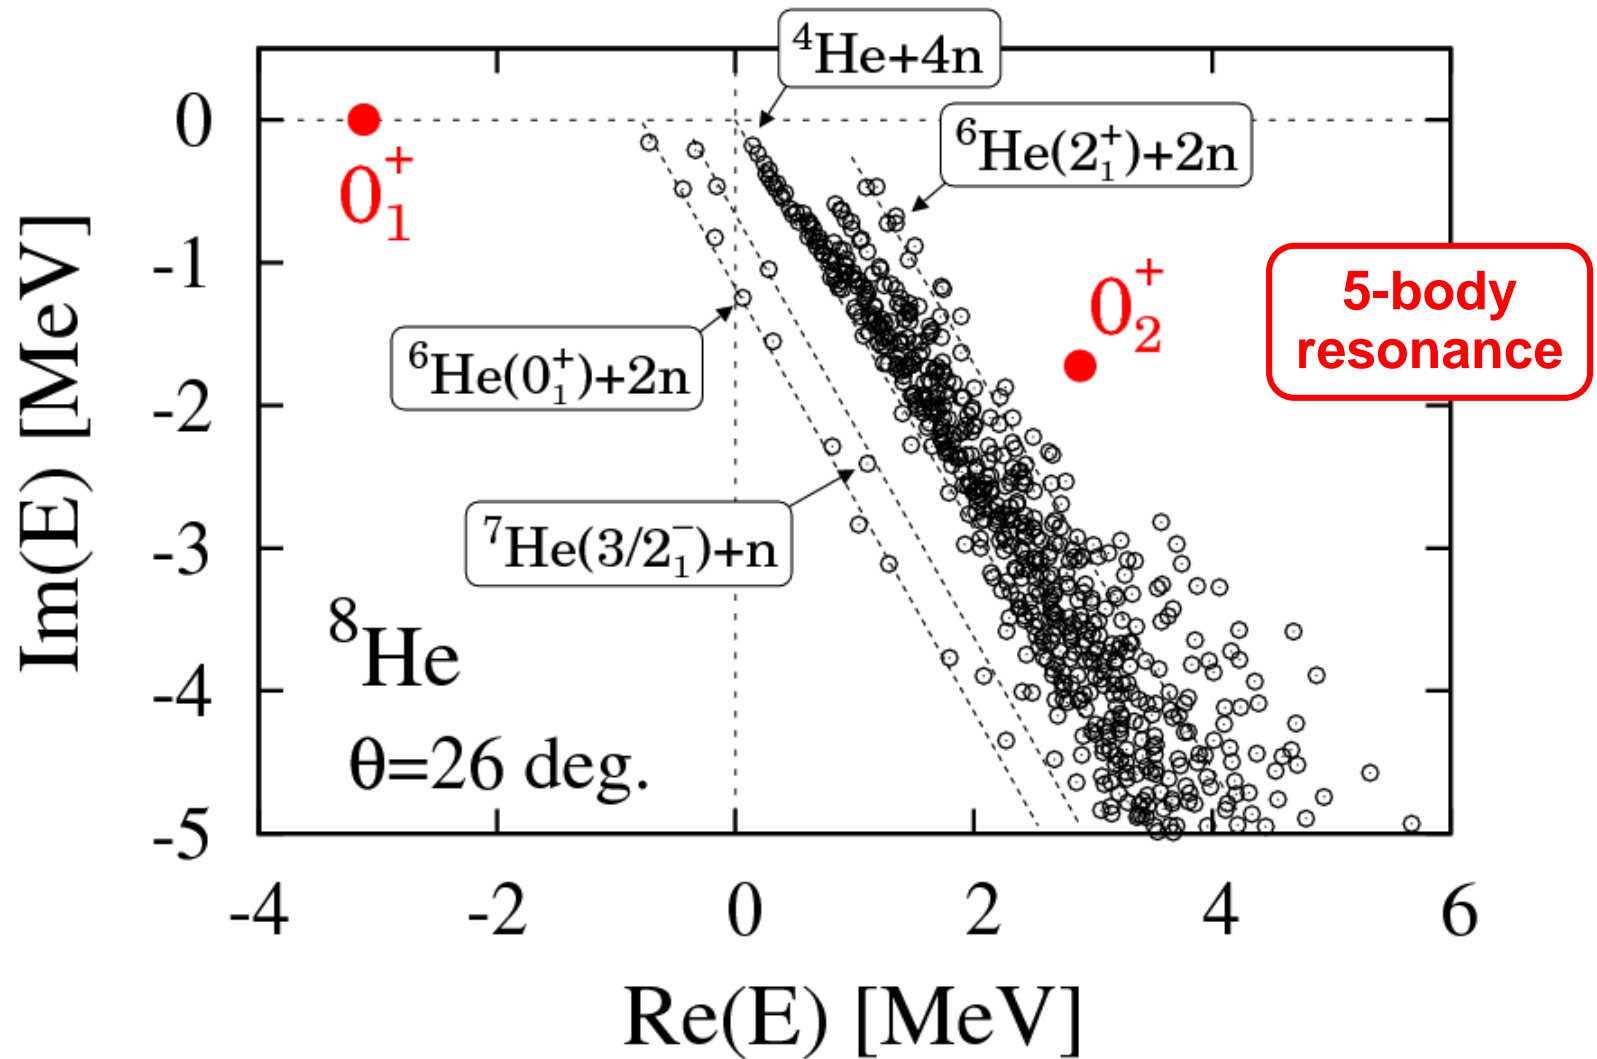 ⁴He+4n
⁶He(2₁⁺)+2n
0₁⁺
0₂⁺
5-body
resonance
⁶He(0₁⁺)+2n
⁷He(3/2₁⁻)+n
⁸He
θ=26 deg.
Im(E) [MeV]
0
-1
-2
-3
-4
-5
-4 -2 0 2 4 6
Re(E) [MeV]